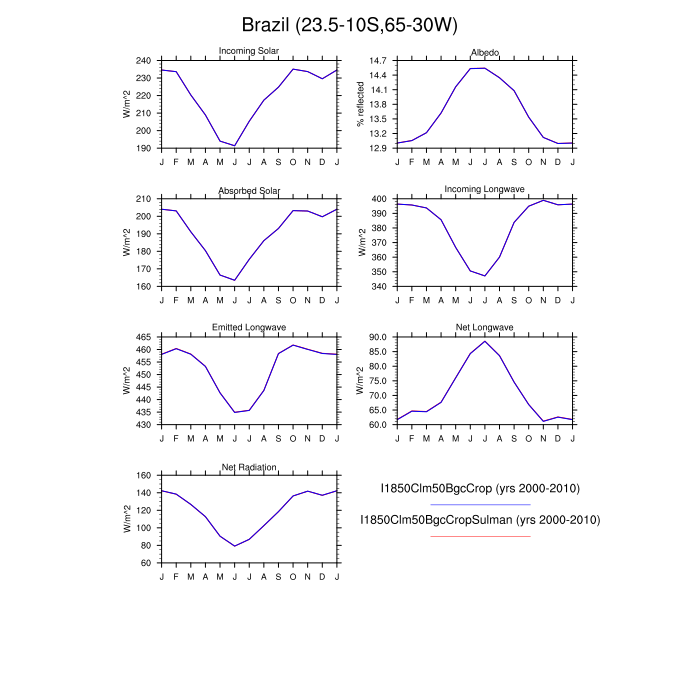 Brazil (23.5-10S,65-30W)
Incoming Solar
240
230
220
210
200
190
W/m^2
J F M A M J J A S O N D J
Albedo
14.7
14.4
14.1
13.8
13.5
13.2
12.9
% reflected
J F M A M J J A S O N D J
Absorbed Solar
210
200
190
180
170
160
W/m^2
J F M A M J J A S O N D J
Incoming Longwave
400
390
380
370
360
350
340
W/m^2
J F M A M J J A S O N D J
Emitted Longwave
465
460
455
450
445
440
435
430
W/m^2
J F M A M J J A S O N D J
Net Longwave
90.0
85.0
80.0
75.0
70.0
65.0
60.0
W/m^2
J F M A M J J A S O N D J
Net Radiation
160
140
120
100
80
60
W/m^2
J F M A M J J A S O N D J
I1850Clm50BgcCrop (yrs 2000-2010)
I1850Clm50BgcCropSulman (yrs 2000-2010)